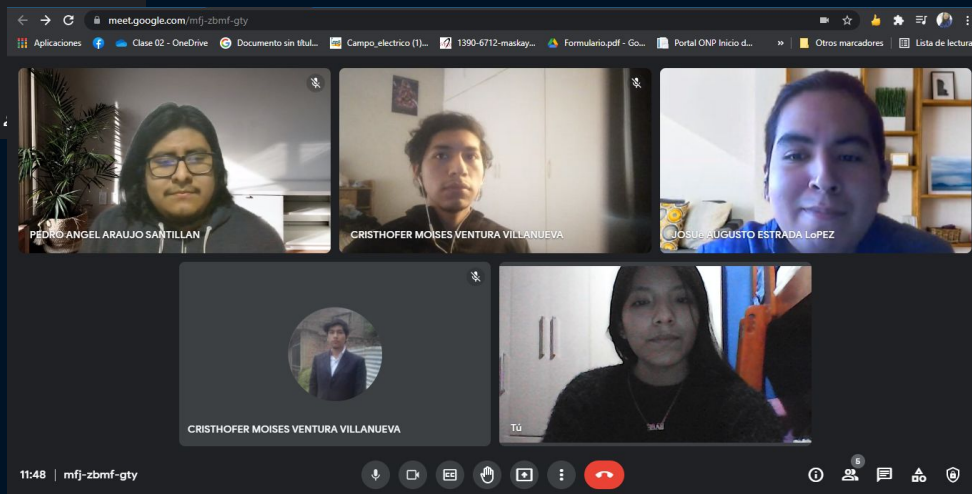 meet.google.com/mfj-zbmf-gty
Aplicaciones
Clase 02 - OneDrive
Documento sin títul...
Campo_electrico (1)...
1390-6712-maskay...
Formulario.pdf - Go...
Portal ONP Inicio d...
»
Otros marcadores
Lista de lectura
PEDRO ANGEL ARAUJO SANTILLAN
CRISTHOFER MOISES VENTURA VILLANUEVA
JOSUé AUGUSTO ESTRADA LoPEZ
CRISTHOFER MOISES VENTURA VILLANUEVA
Tú
11:48 | mfj-zbmf-gty
5